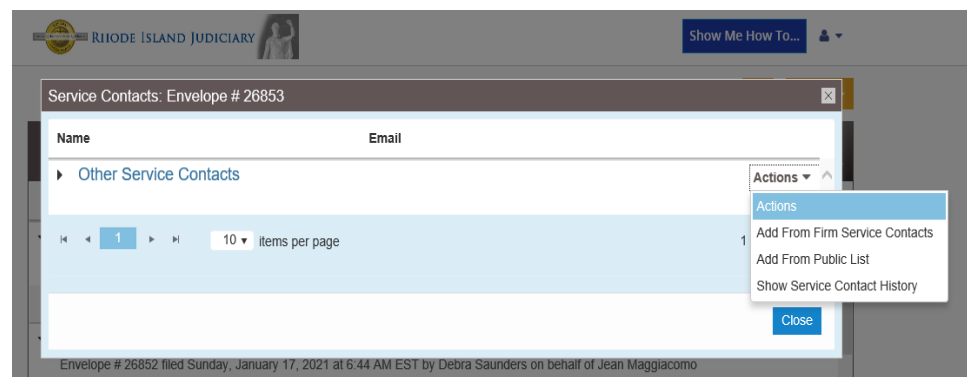 RHODE ISLAND JUDICIARY
Show Me How To...
Service Contacts: Envelope # 26853
Name Email
Other Service Contacts
Actions
Actions
Add From Firm Service Contacts
Add From Public List
Show Service Contact History
1
10 items per page
1
Close
Envelope # 26852 filed Sunday, January 17, 2021 at 6:44 AM EST by Debra Saunders on behalf of Jean Maggiacomo